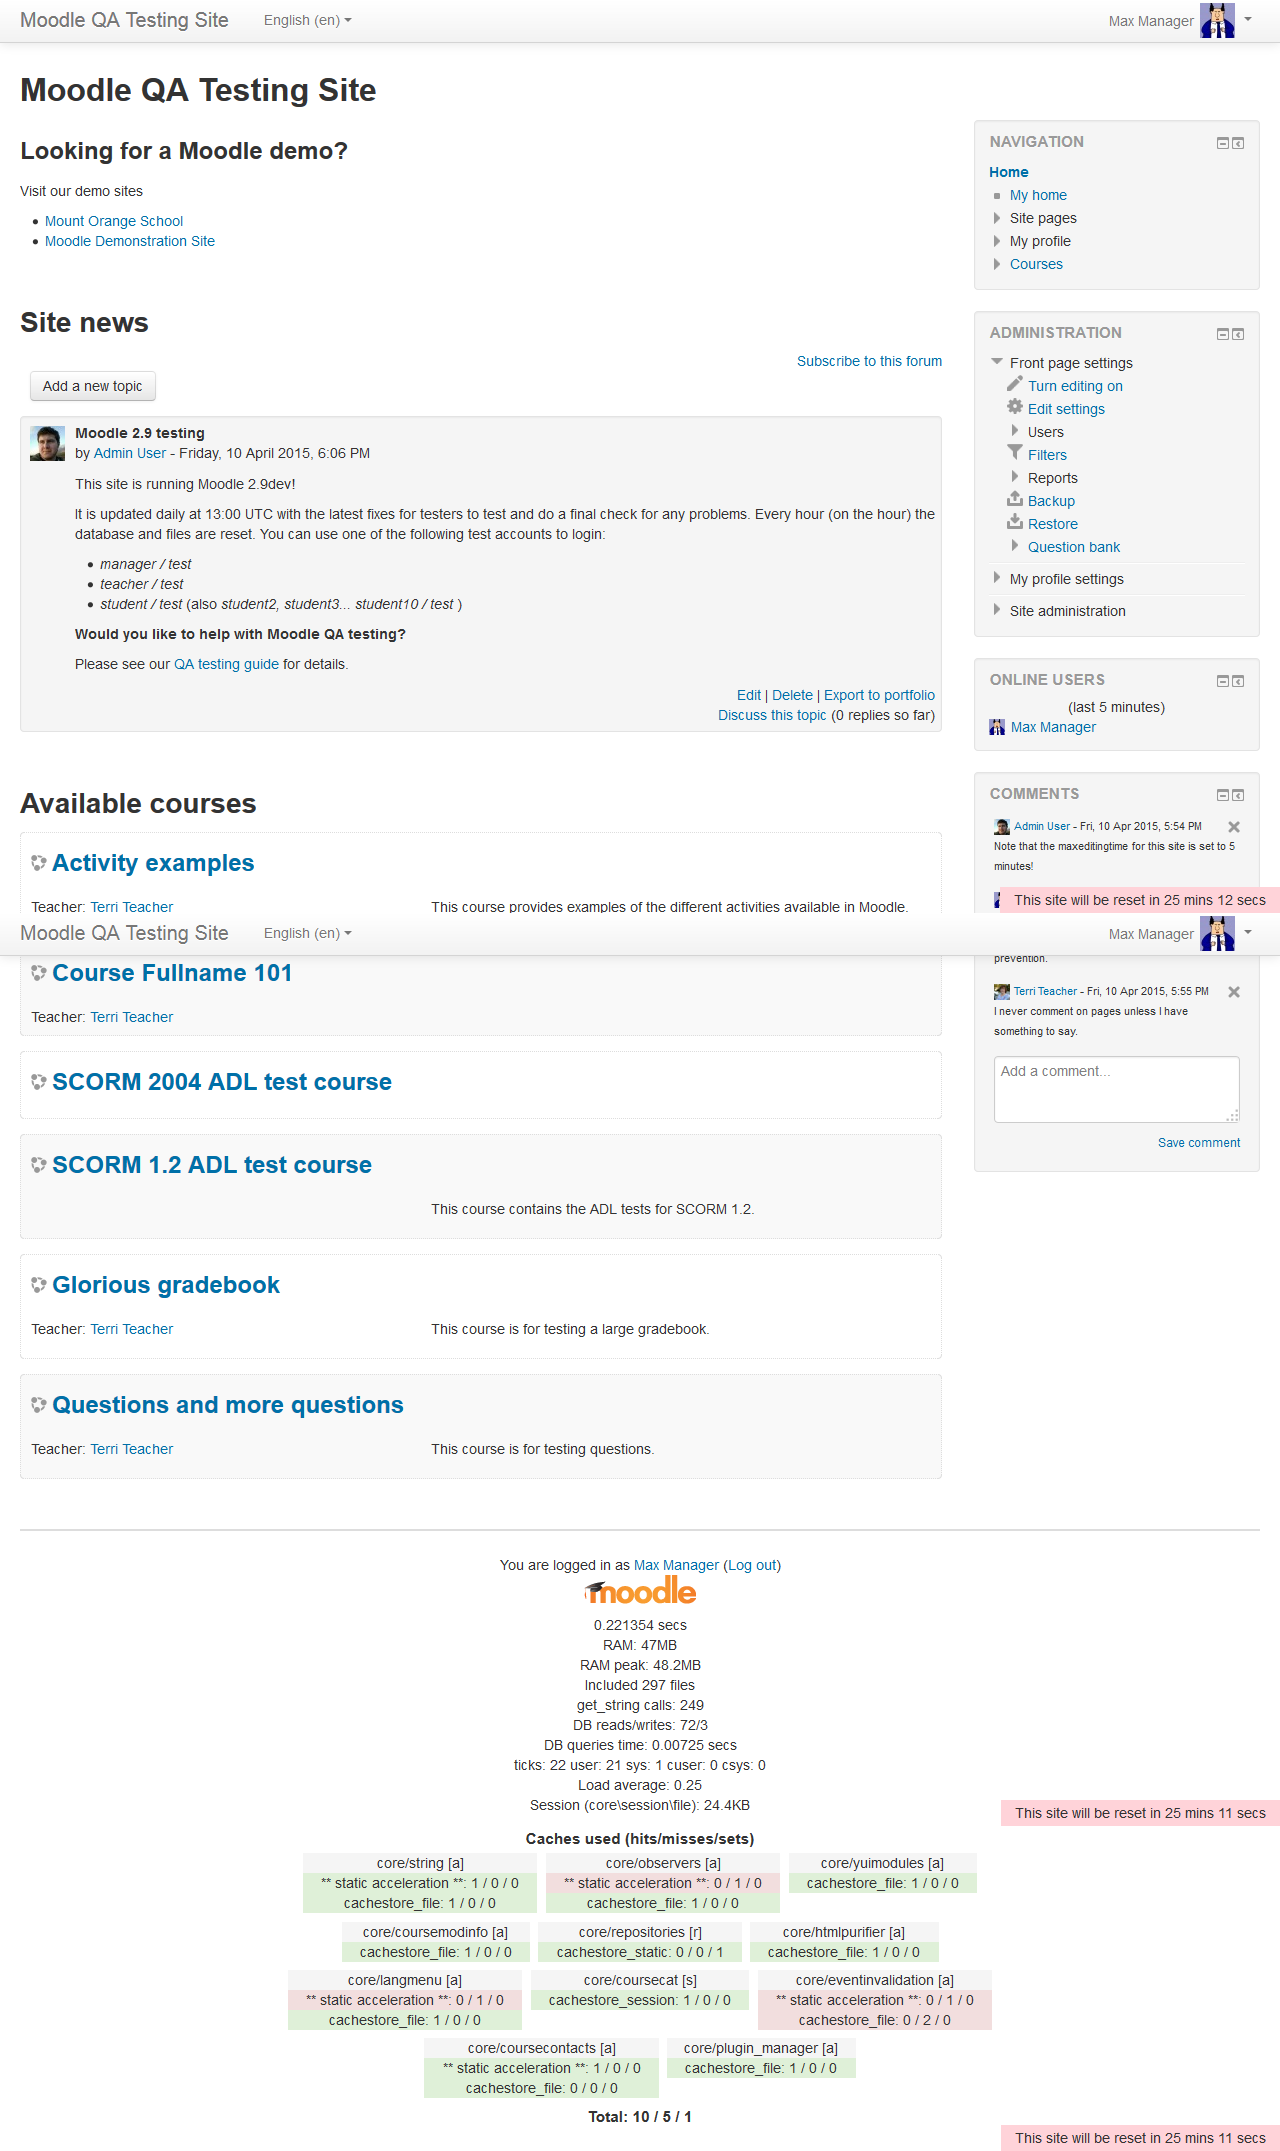 Moodle QA Testing Site
English (en)
Max Manager
Moodle QA Testing Site
Looking for a Moodle demo?
Visit our demo sites
Mount Orange School
Moodle Demonstration Site
Site news
Subscribe to this forum
Add a new topic
Moodle 2.9 testing
by Admin User - Friday, 10 April 2015, 6:06 PM
This site is running Moodle 2.9dev!
It is updated daily at 13:00 UTC with the latest fixes for testers to test and do a final check for any problems. Every hour (on the hour) the
database and files are reset. You can use one of the following test accounts to login:
manager / test
teacher / test
student / test (also student2, student3... student10 / test )
Would you like to help with Moodle QA testing?
Please see our QA testing guide for details.
Edit | Delete | Export to portfolio
Discuss this topic (0 replies so far)
Available courses
Activity examples
Teacher: Terri Teacher
This course provides examples of the different activities available in Moodle.
NAVIGATION
Home
My home
Site pages
My profile
Courses
ADMINISTRATION
Front page settings
Turn editing on
Edit settings
Users
Filters
Reports
Backup
Restore
Question bank
My profile settings
Site administration
ONLINE USERS
(last 5 minutes)
Max Manager
COMMENTS
Admin User - Fri, 10 Apr 2015, 5:54 PM
Note that the maxeditingtime for this site is set to 5
minutes!
This site will be reset in 25 mins 12 secs
Moodle QA Testing Site
English (en)
Max Manager
Course Fullname 101
Teacher: Terri Teacher
SCORM 2004 ADL test course
SCORM 1.2 ADL test course
This course contains the ADL tests for SCORM 1.2.
Glorious gradebook
Teacher: Terri Teacher
This course is for testing a large gradebook.
Questions and more questions
Teacher: Terri Teacher
This course is for testing questions.
prevention.
Terri Teacher - Fri, 10 Apr 2015, 5:55 PM
I never comment on pages unless I have
something to say.
Add a comment...
Save comment
You are logged in as Max Manager (Log out)
moodle
0.221354 secs
RAM: 47MB
RAM peak: 48.2MB
Included 297 files
get_string calls: 249
DB reads/writes: 72/3
DB queries time: 0.00725 secs
ticks: 22 user: 21 sys: 1 cuser: 0 csys: 0
Load average: 0.25
Session (core\session\file): 24.4KB
This site will be reset in 25 mins 11 secs
Caches used (hits/misses/sets)
core/string [a]
** static acceleration **: 1 / 0 / 0
cachestore_file: 1 / 0 / 0
core/observers [a]
** static acceleration **: 0 / 1 / 0
cachestore_file: 1 / 0 / 0
core/yuimodules [a]
cachestore_file: 1 / 0 / 0
core/coursemodinfo [a]
cachestore_file: 1 / 0 / 0
core/repositories [r]
cachestore_static: 0 / 0 / 1
core/htmlpurifier [a]
cachestore_file: 1 / 0 / 0
core/langmenu [a]
** static acceleration **: 0 / 1 / 0
cachestore_file: 1 / 0 / 0
core/coursecat [s]
cachestore_session: 1 / 0 / 0
core/eventinvalidation [a]
** static acceleration **: 0 / 1 / 0
cachestore_file: 0 / 2 / 0
core/coursecontacts [a]
** static acceleration **: 1 / 0 / 0
cachestore_file: 0 / 0 / 0
core/plugin_manager [a]
cachestore_file: 1 / 0 / 0
Total: 10 / 5 / 1
This site will be reset in 25 mins 11 secs